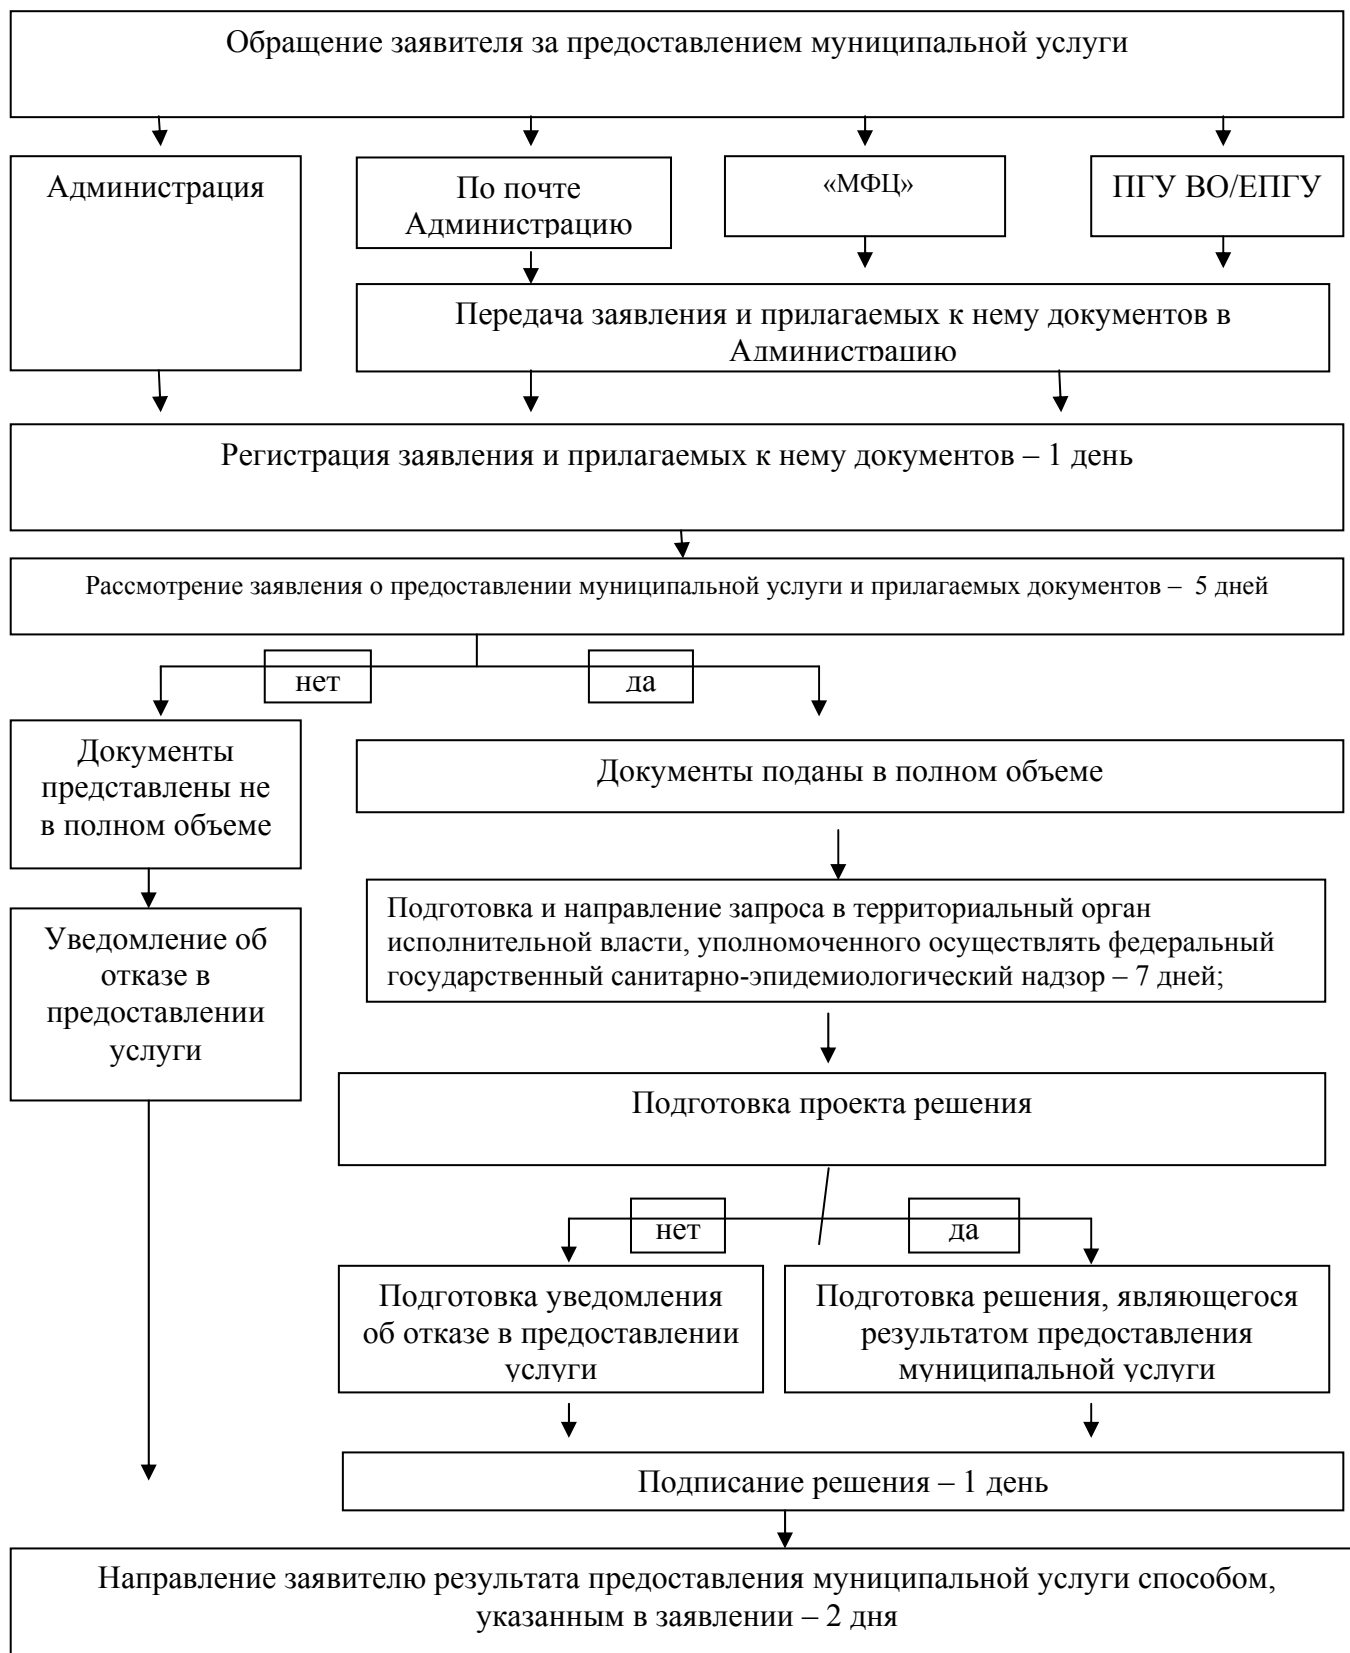 Обращение заявителя за предоставлением муниципальной услуги
Администрация
По почте
Администрацию
«МФЦ»
ПГУ ВО/ЕПГУ
Передача заявления и прилагаемых к нему документов в
Администрацию
Регистрация заявления и прилагаемых к нему документов – 1 день
Рассмотрение заявления о предоставлении муниципальной услуги и прилагаемых документов – 5 дней
нет
да
Документы
представлены не
в полном объеме
Документы поданы в полном объеме
Уведомление об
отказе в
предоставлении
услуги
Подготовка и направление запроса в территориальный орган
исполнительной власти, уполномоченного осуществлять федеральный
государственный санитарно-эпидемиологический надзор – 7 дней;
Подготовка проекта решения
нет
да
Подготовка уведомления
об отказе в предоставлении
услуги
Подготовка решения, являющегося
результатом предоставления
муниципальной услуги
Подписание решения – 1 день
Направление заявителю результата предоставления муниципальной услуги способом,
указанным в заявлении – 2 дня